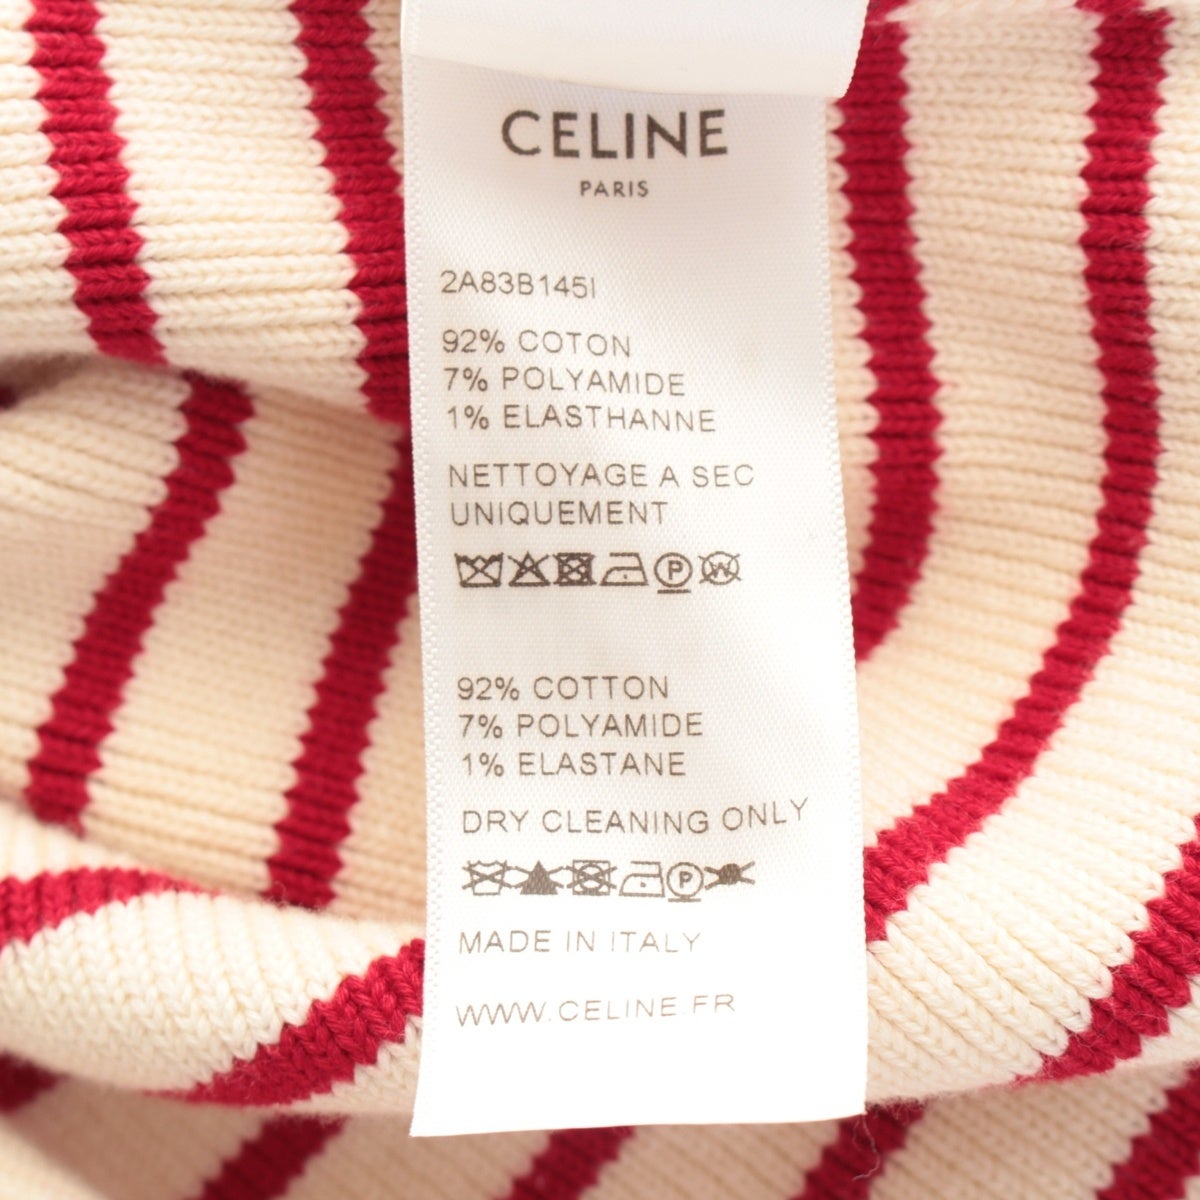 CELINE
PARIS
2A83B145I
92% COTON
7% POLYAMIDE
1% ELASTHANNE
NETTOYAGE A SEC
UNIQUEMENT
P W
92% COTTON
7% POLYAMIDE
1% ELASTANE
DRY CLEANING ONLY
P
MADE IN ITALY
WWW.CELINE.FR